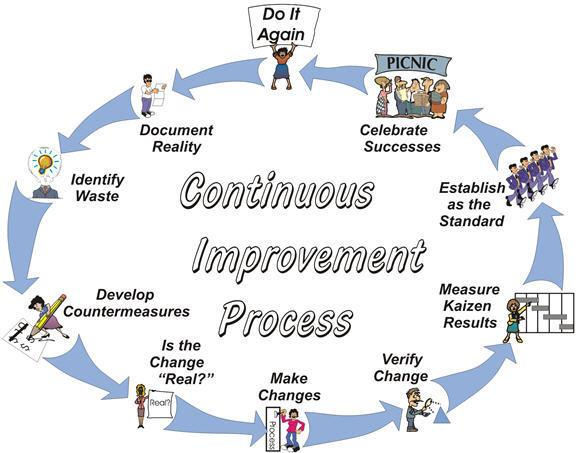 Do It
Again
PICNIC
Celebrate
Successes
Document
Reality
Identify
Waste
Continuous
Improvement
Process
Establish
as the
Standard
Develop
Countermeasures
Measure
Kaizen
Results
Is the
Change
“Real?”
Real?
Make
Changes
Process
Verify
Change